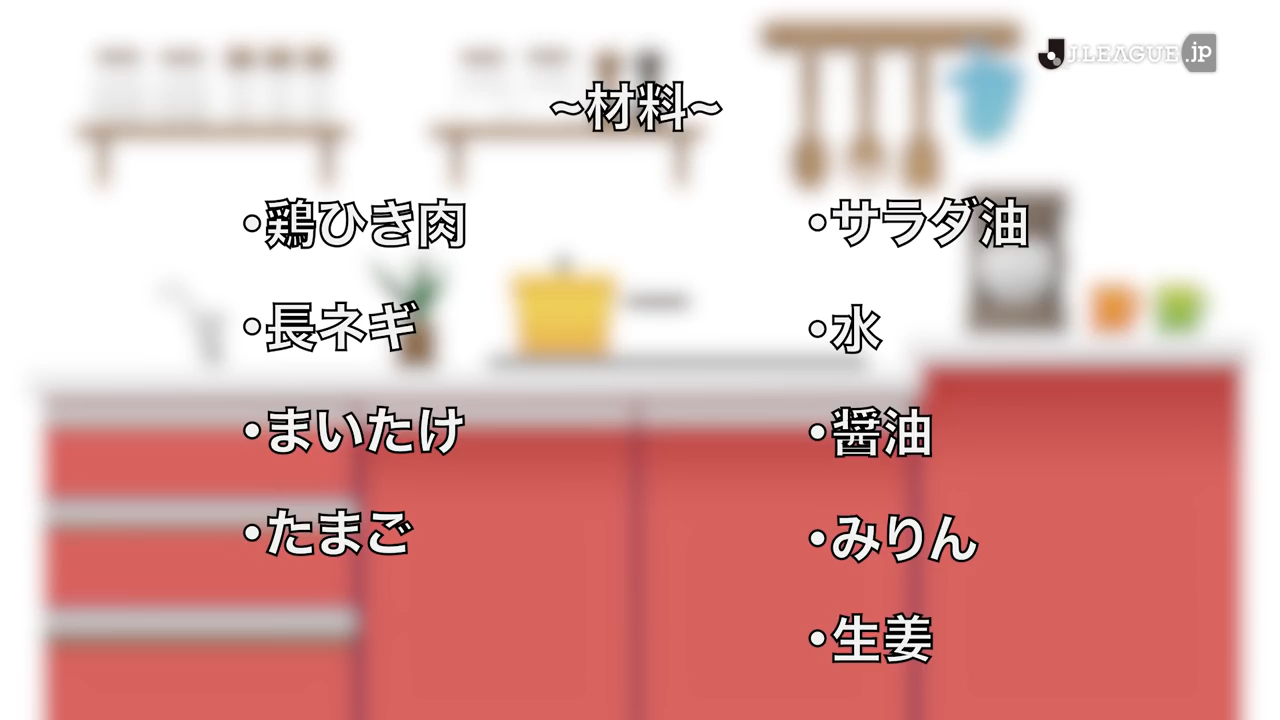 J.LEAGUE.jp
~材料~
・鶏ひき肉
・長ネギ
・まいたけ
・たまご
・サラダ油
・水
・醤油
・みりん
・生姜